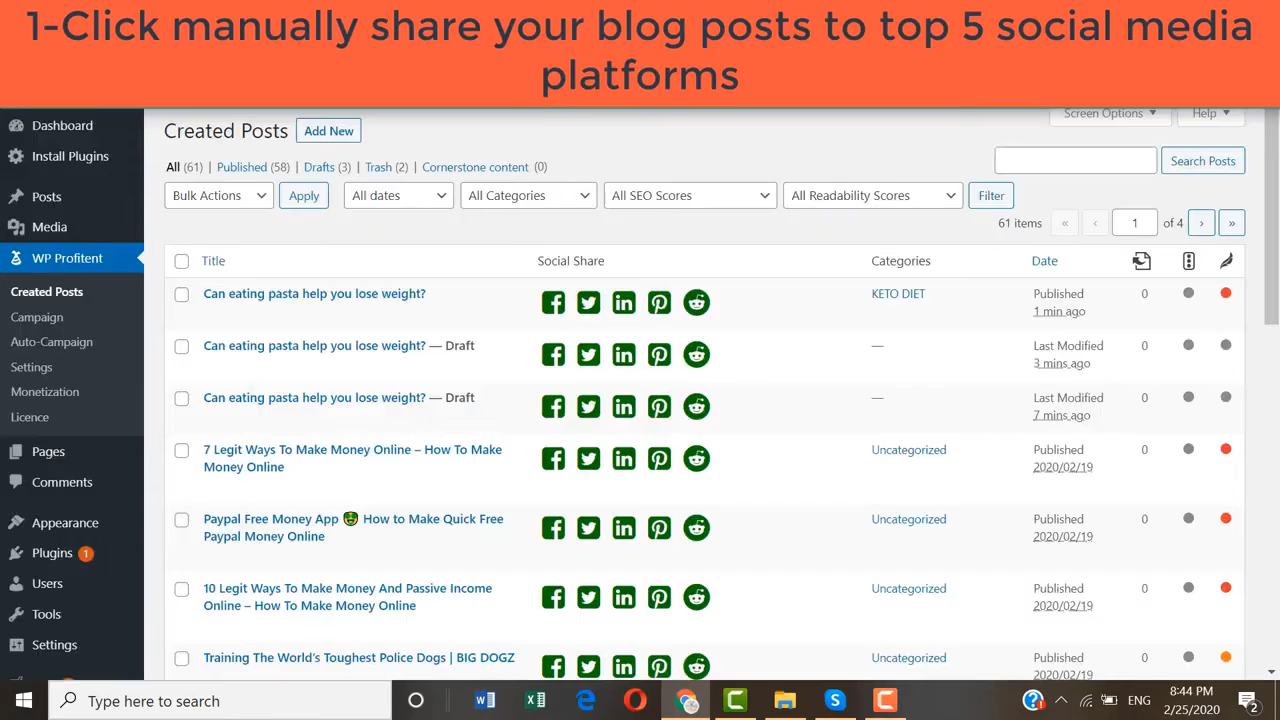 1-Click manually share your blog posts to top 5 social media
platforms
Dashboard
Install Plugins
Posts
Media
WP Profitent
Created Posts
Campaign
Auto-Campaign
Settings
Monetization
Licence
Pages
Comments
Appearance
Plugins 1
Users
Tools
Settings
Screen Options Help
Created Posts Add New
All (61) | Published (58) | Drafts (3) | Trash (2) | Cornerstone content (0)
Search Posts
Bulk Actions Apply All dates All Categories All SEO Scores All Readability Scores Filter
61 items « ‹ 1 of 4 › »
Title Social Share Categories Date
Can eating pasta help you lose weight? KETO DIET Published 0
1 min ago
Can eating pasta help you lose weight? — Draft — Last Modified 0
3 mins ago
Can eating pasta help you lose weight? — Draft — Last Modified 0
7 mins ago
7 Legit Ways To Make Money Online – How To Make Uncategorized Published 0
Money Online 2020/02/19
Paypal Free Money App 🤑 How to Make Quick Free Uncategorized Published 0
Paypal Money Online 2020/02/19
10 Legit Ways To Make Money And Passive Income Uncategorized Published 0
Online – How To Make Money Online 2020/02/19
Training The World's Toughest Police Dogs | BIG DOGZ Uncategorized Published 0
2020/02/19
Type here to search
ENG
8:44 PM
2/25/2020
2